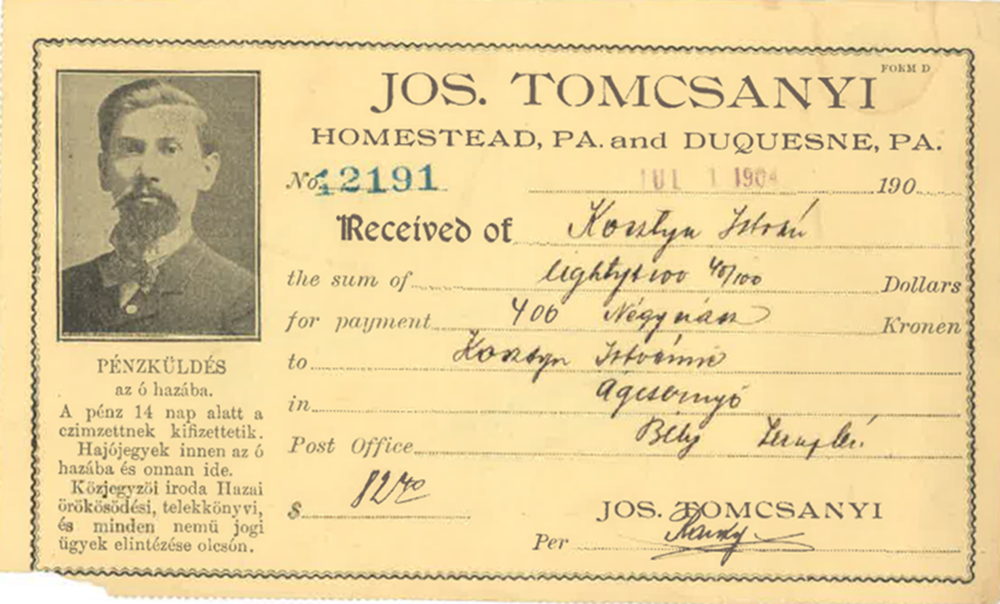 FORM D
JOS. TOMCSANYI
HOMESTEAD, PA. and DUQUESNE, PA.
No. 12191 JUL 1 1904 190
Received of Kosztyu István
the sum of eightytwo 40/100 Dollars
for payment 400 Négyszáz Kronen
to Kosztyu Istvánné
in Agcsernyő
Post Office Bély Zemplén
$ 82 40
JOS. TOMCSANYI
Per
PÉNZKÜLDÉS
az ó hazába.
A pénz 14 nap alatt a
czimzettnek kifizettetik.
Hajójegyek innen az ó
hazába és onnan ide.
Közjegyzöi iroda Hazai
örökösödési, telekkönyvi,
és minden nemü jogi
ügyek elintézése olcsón.